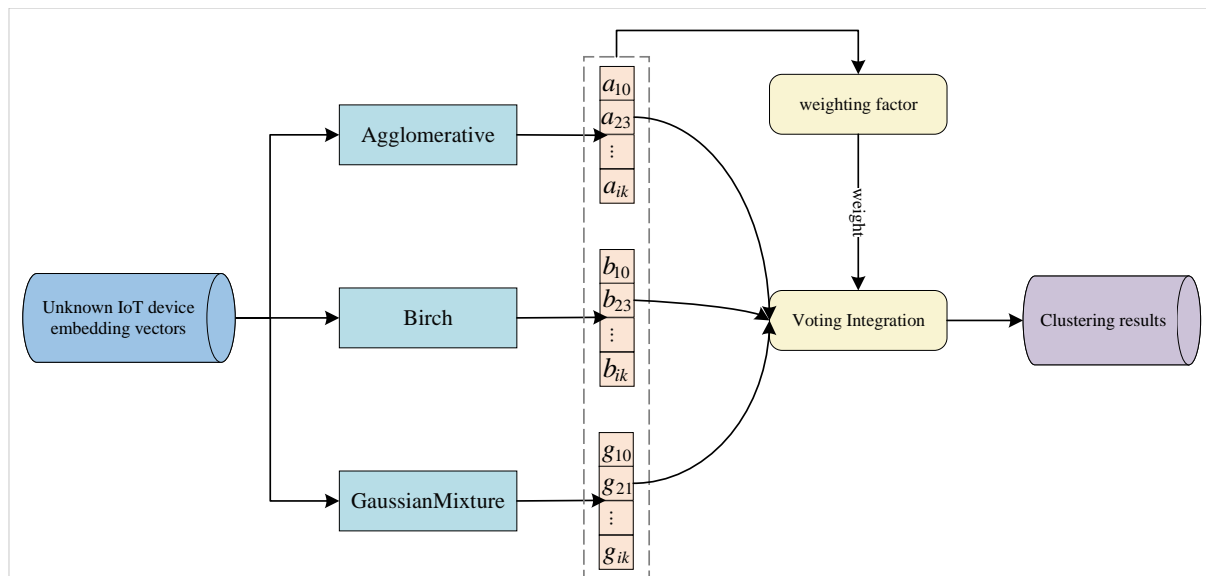 Unknown IoT device
embedding vectors
Agglomerative
Birch
GaussianMixture
a10
a23
⋮
aik
b10
b23
⋮
bik
g10
g21
⋮
gik
weighting factor
weight
Voting Integration
Clustering results